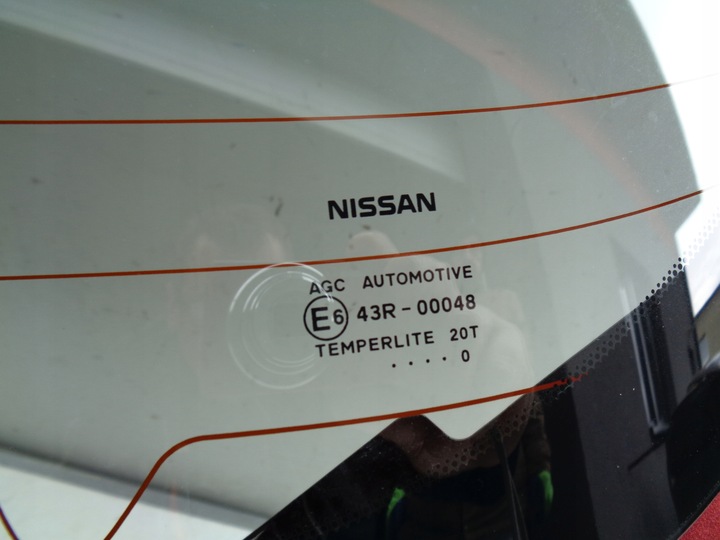 NISSAN
AGC AUTOMOTIVE
E6 43R-00048
TEMPERLITE 20T
. . . . 0